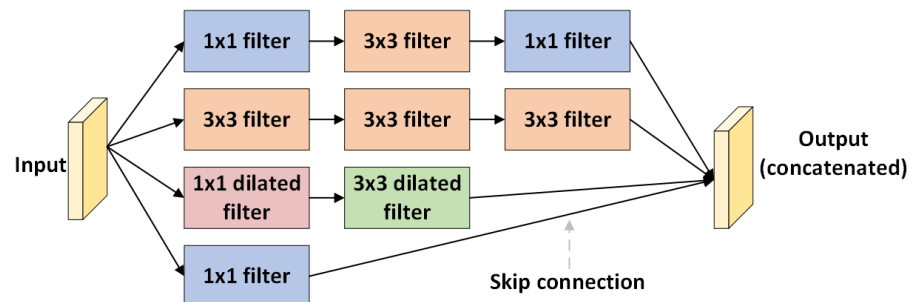 1x1 filter
3x3 filter
1x1 filter
3x3 filter
3x3 filter
3x3 filter
Input
Output
(concatenated)
1x1 dilated
filter
3x3 dilated
filter
1x1 filter
Skip connection